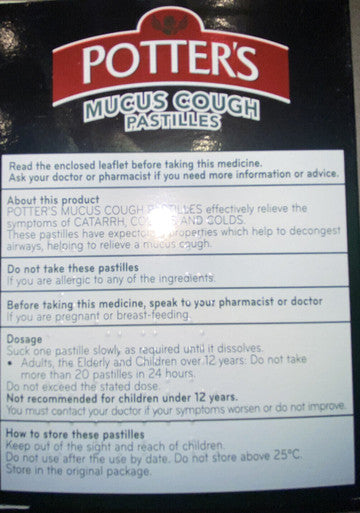 POTTER'S
MUCUS COUGH
PASTILLES
Read the enclosed leaflet before taking this medicine.
Ask your doctor or pharmacist if you need more information or advice.
About this product
POTTER'S MUCUS COUGH PASTILLES effectively relieve the
symptoms of CATARRH, COUGHS AND COLDS.
These pastilles have expectorant properties which help to decongest
airways, helping to relieve a mucus cough.
Do not take these pastilles
If you are allergic to any of the ingredients.
Before taking this medicine, speak to your pharmacist or doctor
If you are pregnant or breast-feeding.
Dosage
Suck one pastille slowly as required until it dissolves.
• Adults, the Elderly and Children over 12 years: Do not take
more than 20 pastilles in 24 hours.
Do not exceed the stated dose.
Not recommended for children under 12 years.
You must contact your doctor if your symptoms worsen or do not improve.
How to store these pastilles
Keep out of the sight and reach of children.
Do not use after the use by date. Do not store above 25°C.
Store in the original package.